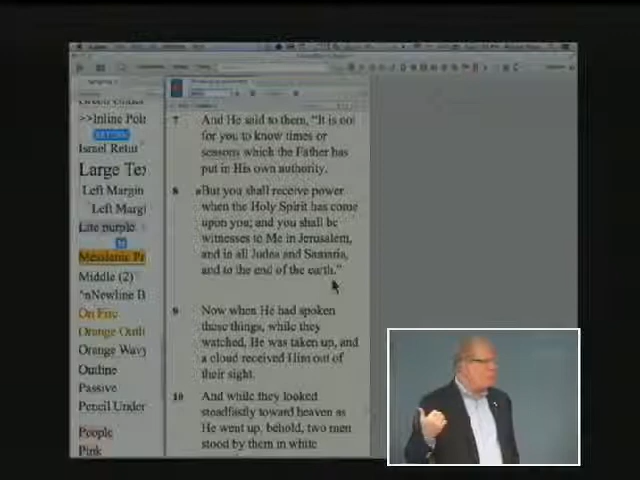 >>Inline Poin
RETURN
Israel Retur
Large Tex
Left Margin
Left Margi
Lite purple
M
Messianic Pr
Middle (2)
^nNewline B
On Fire
Orange Outli
Orange Wavy
Outline
Passive
Pencil Under
People
Pink
7 And He said to them, "It is not
for you to know times or
seasons which the Father has
put in His own authority.
8 But you shall receive power
when the Holy Spirit has come
upon you; and you shall be
witnesses to Me in Jerusalem,
and in all Judea and Samaria,
and to the end of the earth."
9 Now when He had spoken
these things, while they
watched, He was taken up, and
a cloud received Him out of
their sight.
10 And while they looked
steadfastly toward heaven as
He went up, behold, two men
stood by them in white